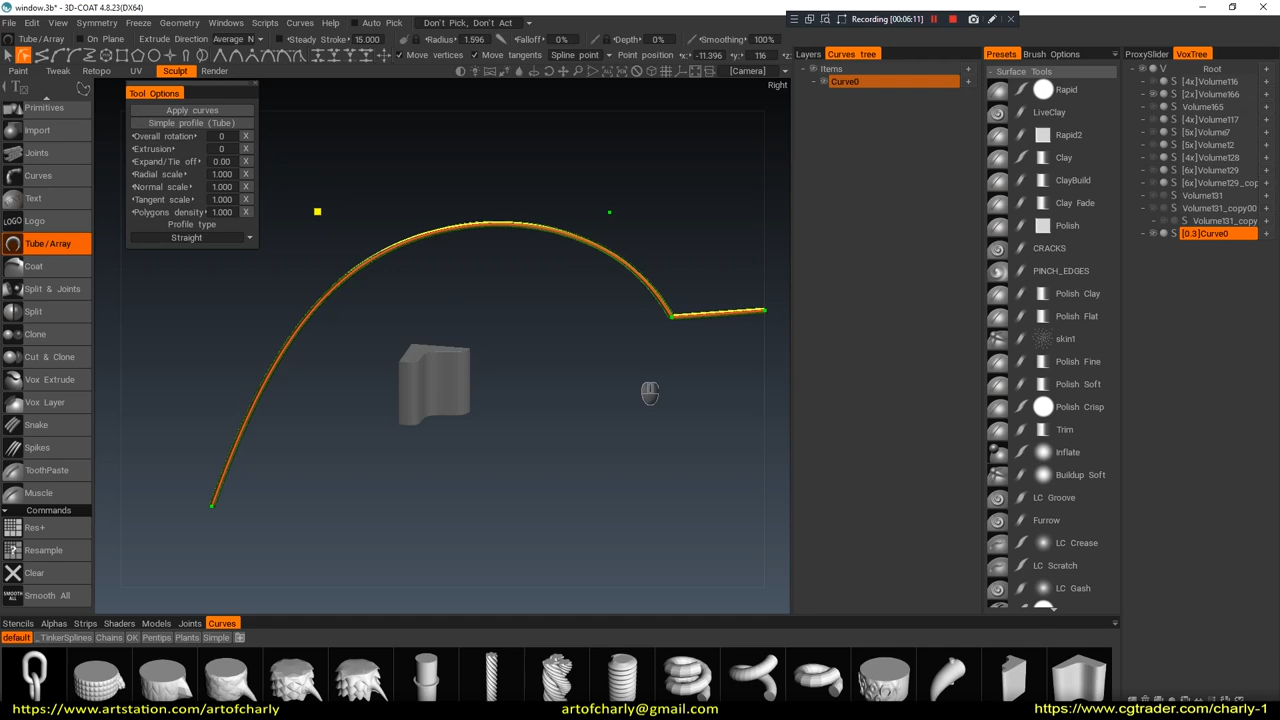 window.3b* - 3D-COAT 4.8.23(DX64)
Recording [00:06:11]
File Edit View Symmetry Freeze Geometry Windows Scripts Curves Help Auto Pick Don't Pick, Don't Act
Tube/Array On Plane Extrude Direction Average N Steady Stroke 15.000 Radius 1.596 Falloff 0% Depth 0% Smoothing 100%
Move vertices Move tangents Spline point Point position x: -11.396 y: 116 z:
Paint Tweak Retopo UV Sculpt Render [Camera]
Right
Tool Options
Apply curves
Simple profile (Tube)
Overall rotation 0 X
Extrusion 0 X
Expand/Tie off 0.00 X
Radial scale 1.000 X
Normal scale 1.000 X
Tangent scale 1.000 X
Polygons density 1.000 X
Profile type
Straight
Primitives
Import
Joints
Curves
Text
LOGO Logo
Tube/Array
Coat
Split & Joints
Split
Clone
Cut & Clone
Vox Extrude
Vox Layer
Snake
Spikes
ToothPaste
Muscle
Commands
Res+
Resample
Clear
SMOOTH ALL Smooth All
Layers Curves tree
Items
Curve0
Presets Brush Options
Surface Tools
Rapid
LiveClay
Rapid2
Clay
ClayBuild
Clay Fade
Polish
CRACKS
PINCH_EDGES
Polish Clay
Polish Flat
skin1
Polish Fine
Polish Soft
Polish Crisp
Trim
Inflate
Buildup Soft
LC Groove
Furrow
LC Crease
LC Scratch
LC Gash
ProxySlider VoxTree
V Root
S [4x]Volume116
S [2x]Volume166
S Volume165
S [4x]Volume117
S [5x]Volume7
S [5x]Volume12
S [4x]Volume128
S [6x]Volume129
S [6x]Volume129_cop
S Volume131
S Volume131_copy00
S Volume131_copy
S [0.3]Curve0
Stencils Alphas Strips Shaders Papers Models Joints Curves
default _TinkerSplines Chains OK Pentips Plants Simple
https://www.artstation.com/artofcharly artofcharly@gmail.com https://www.cgtrader.com/charly-1